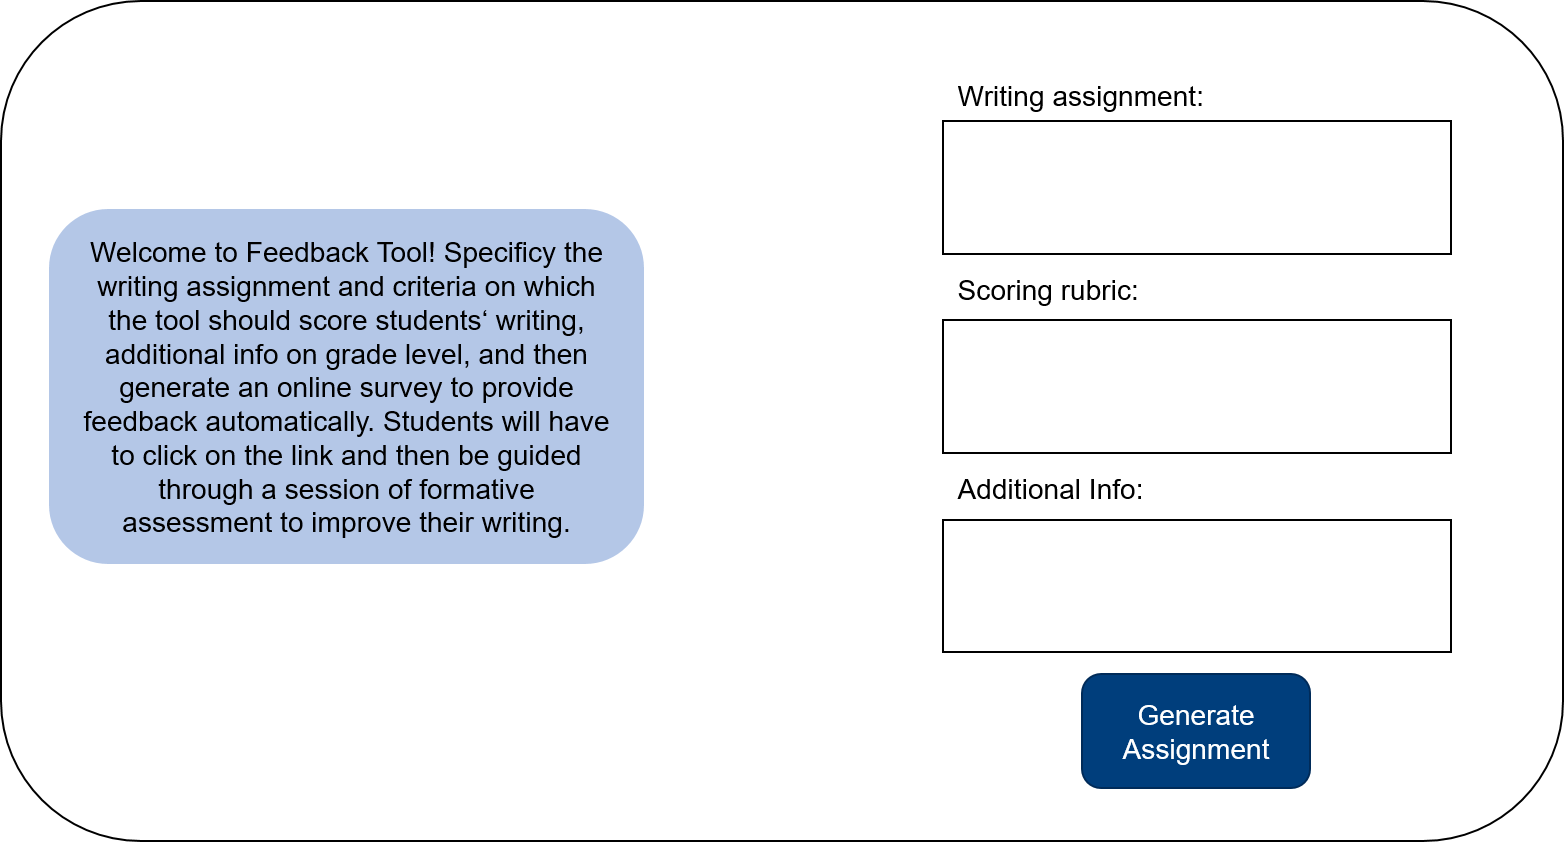 Welcome to Feedback Tool! Specificy the
writing assignment and criteria on which
the tool should score students‘ writing,
additional info on grade level, and then
generate an online survey to provide
feedback automatically. Students will have
to click on the link and then be guided
through a session of formative
assessment to improve their writing.
Writing assignment:
Scoring rubric:
Additional Info:
Generate
Assignment